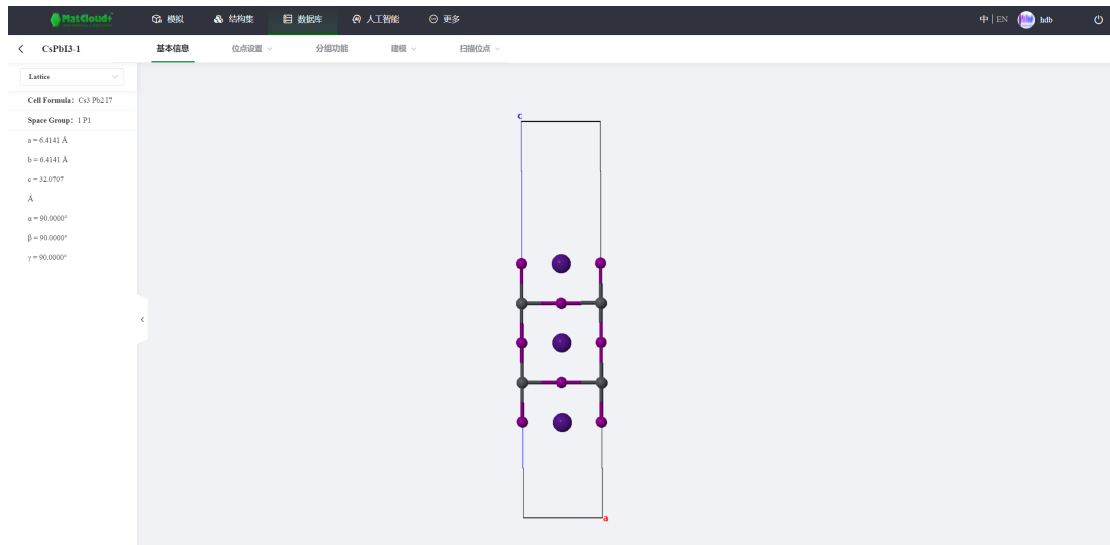 MatCloud+ 模拟 结构集 数据库 人工智能 更多 中 | EN hdb
CsPbI3-1 基本信息 位点设置 分组功能 建模 扫描位点
Lattice
Cell Formula: Cs3 Pb2 I7
Space Group: 1 P1
a = 6.4141 Å
b = 6.4141 Å
c = 32.0707
Å
α = 90.0000°
β = 90.0000°
γ = 90.0000°
c
a